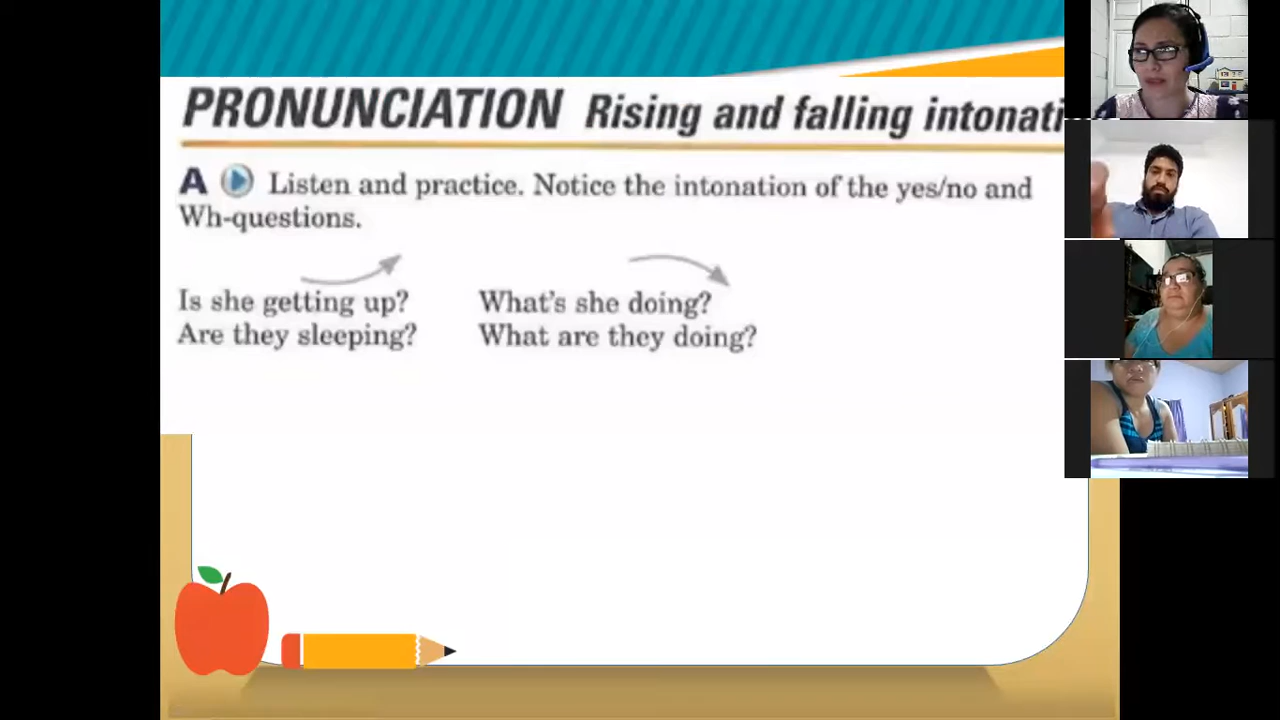 PRONUNCIATION Rising and falling intonati
A Listen and practice. Notice the intonation of the yes/no and
Wh-questions.
Is she getting up? What's she doing?
Are they sleeping? What are they doing?